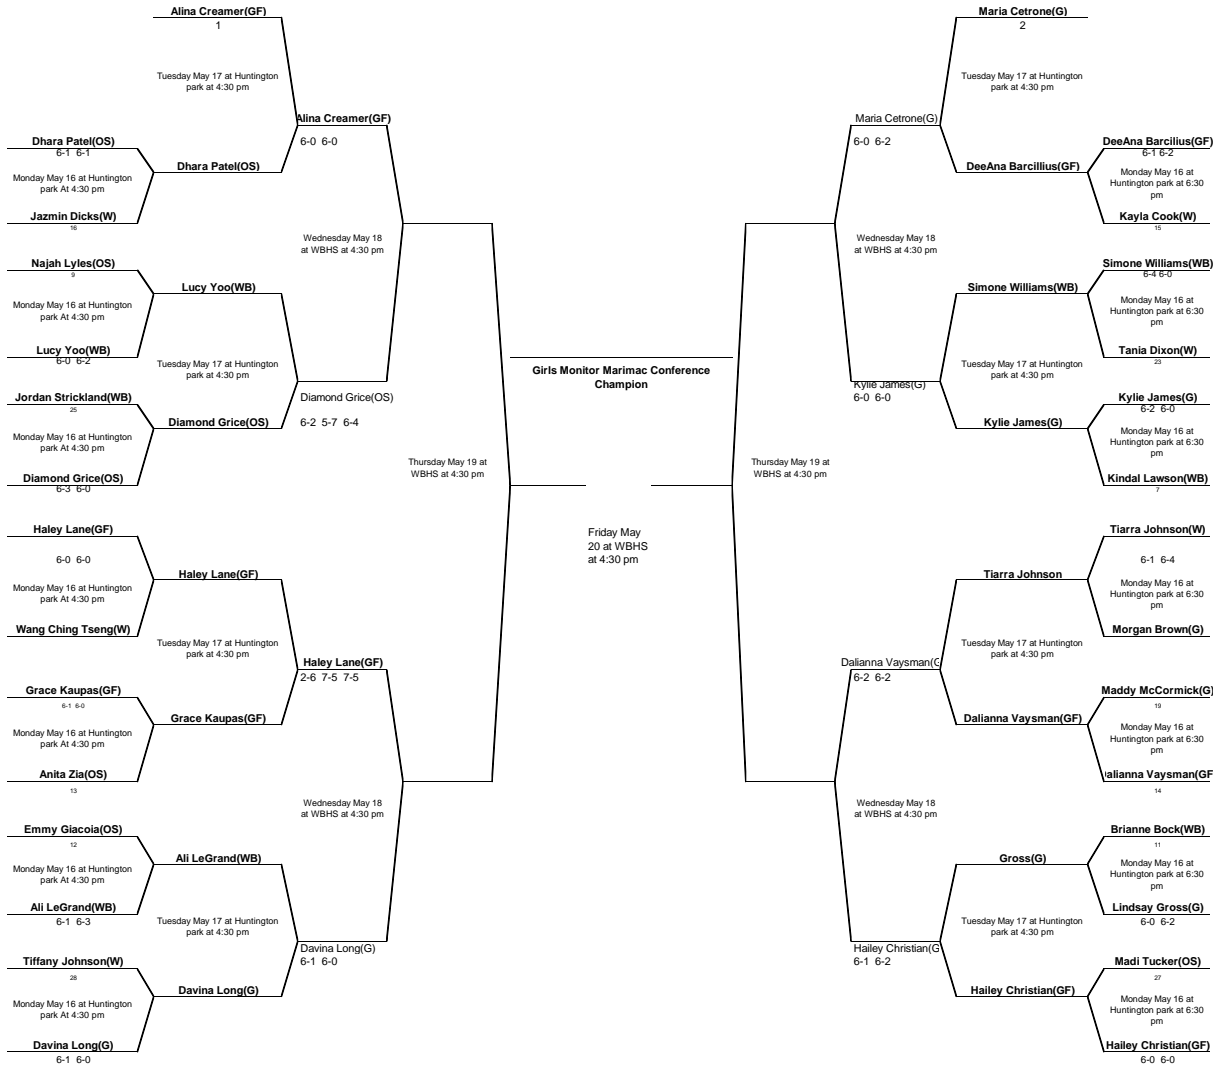 Alina Creamer(GF)
1
Tuesday May 17 at Huntington
park at 4:30 pm
Alina Creamer(GF)
6-0 6-0
Dhara Patel(OS)
6-1 6-1
Monday May 16 at Huntington
park At 4:30 pm
Dhara Patel(OS)
Jazmin Dicks(W)
16
Wednesday May 18
at WBHS at 4:30 pm
Najah Lyles(OS)
9
Monday May 16 at Huntington
park At 4:30 pm
Lucy Yoo(WB)
Lucy Yoo(WB)
6-0 6-2
Tuesday May 17 at Huntington
park at 4:30 pm
Diamond Grice(OS)
6-2 5-7 6-4
Jordan Strickland(WB)
25
Monday May 16 at Huntington
park At 4:30 pm
Diamond Grice(OS)
Diamond Grice(OS)
6-3 6-0
Thursday May 19 at
WBHS at 4:30 pm
Haley Lane(GF)
6-0 6-0
Monday May 16 at Huntington
park At 4:30 pm
Haley Lane(GF)
Wang Ching Tseng(W)
Tuesday May 17 at Huntington
park at 4:30 pm
Haley Lane(GF)
2-6 7-5 7-5
Grace Kaupas(GF)
6-1 6-0
Monday May 16 at Huntington
park At 4:30 pm
Grace Kaupas(GF)
Anita Zia(OS)
13
Wednesday May 18
at WBHS at 4:30 pm
Emmy Giacoia(OS)
12
Monday May 16 at Huntington
park At 4:30 pm
Ali LeGrand(WB)
Ali LeGrand(WB)
6-1 6-3
Tuesday May 17 at Huntington
park at 4:30 pm
Davina Long(G)
6-1 6-0
Tiffany Johnson(W)
28
Monday May 16 at Huntington
park At 4:30 pm
Davina Long(G)
Davina Long(G)
6-1 6-0
Girls Monitor Marimac Conference
Champion
Friday May
20 at WBHS
at 4:30 pm
Maria Cetrone(G)
2
Tuesday May 17 at Huntington
park at 4:30 pm
Maria Cetrone(G)
6-0 6-2
DeeAna Barcilius(GF)
6-1 6-2
Monday May 16 at
Huntington park at 6:30
pm
DeeAna Barcillius(GF)
Kayla Cook(W)
15
Wednesday May 18
at WBHS at 4:30 pm
Simone Williams(WB)
6-4 6-0
Monday May 16 at
Huntington park at 6:30
pm
Simone Williams(WB)
Tania Dixon(W)
23
Tuesday May 17 at Huntington
park at 4:30 pm
Kylie James(G)
6-0 6-0
Kylie James(G)
6-2 6-0
Monday May 16 at
Huntington park at 6:30
pm
Kylie James(G)
Kindal Lawson(WB)
7
Thursday May 19 at
WBHS at 4:30 pm
Tiarra Johnson(W)
6-1 6-4
Monday May 16 at
Huntington park at 6:30
pm
Tiarra Johnson
Morgan Brown(G)
Tuesday May 17 at Huntington
park at 4:30 pm
Dalianna Vaysman(G
6-2 6-2
Maddy McCormick(G)
19
Monday May 16 at
Huntington park at 6:30
pm
Dalianna Vaysman(GF)
alianna Vaysman(GF
14
Wednesday May 18
at WBHS at 4:30 pm
Brianne Bock(WB)
11
Monday May 16 at
Huntington park at 6:30
pm
Gross(G)
Lindsay Gross(G)
6-0 6-2
Tuesday May 17 at Huntington
park at 4:30 pm
Hailey Christian(G
6-1 6-2
Madi Tucker(OS)
27
Monday May 16 at
Huntington park at 6:30
pm
Hailey Christian(GF)
Hailey Christian(GF)
6-0 6-0